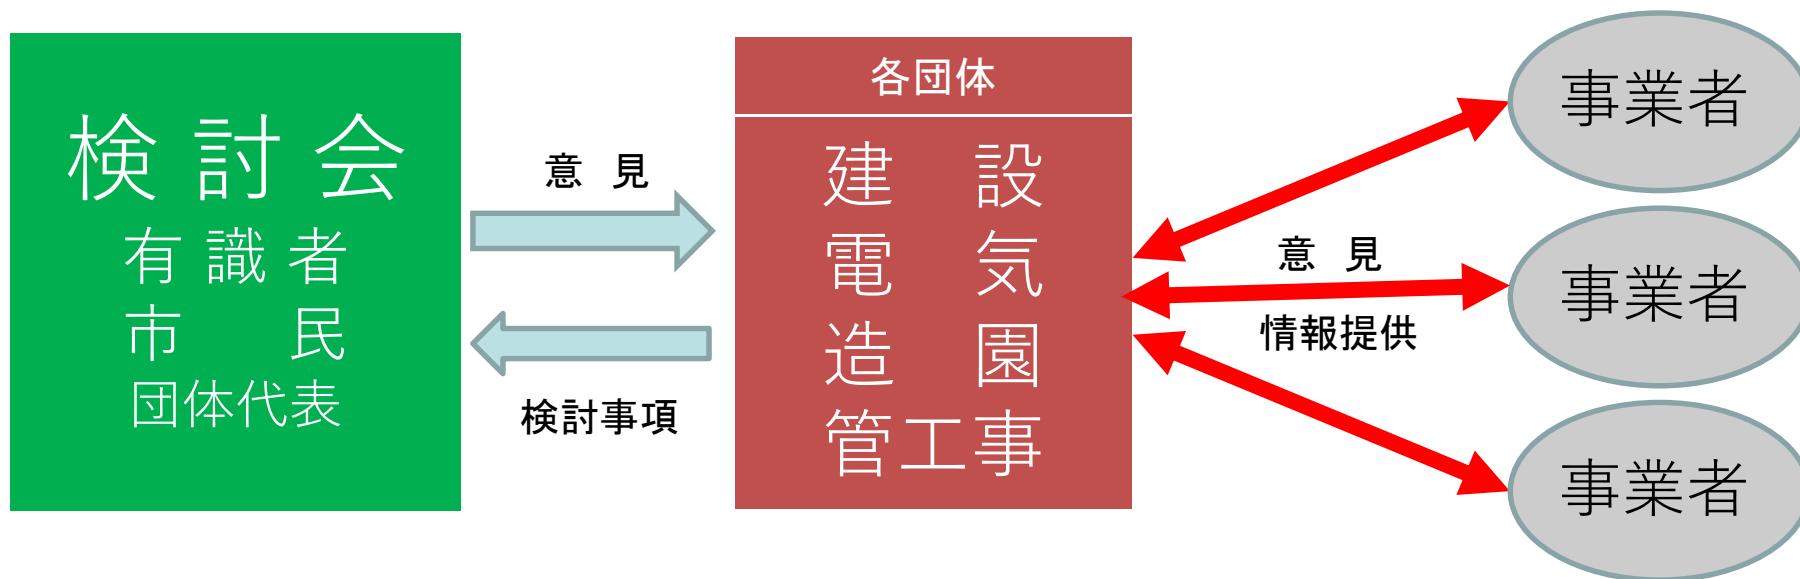 検討会
有識者
市民
団体代表
意見
検討事項
各団体
建設
電気
造園
管工事
意見
情報提供
事業者
事業者
事業者